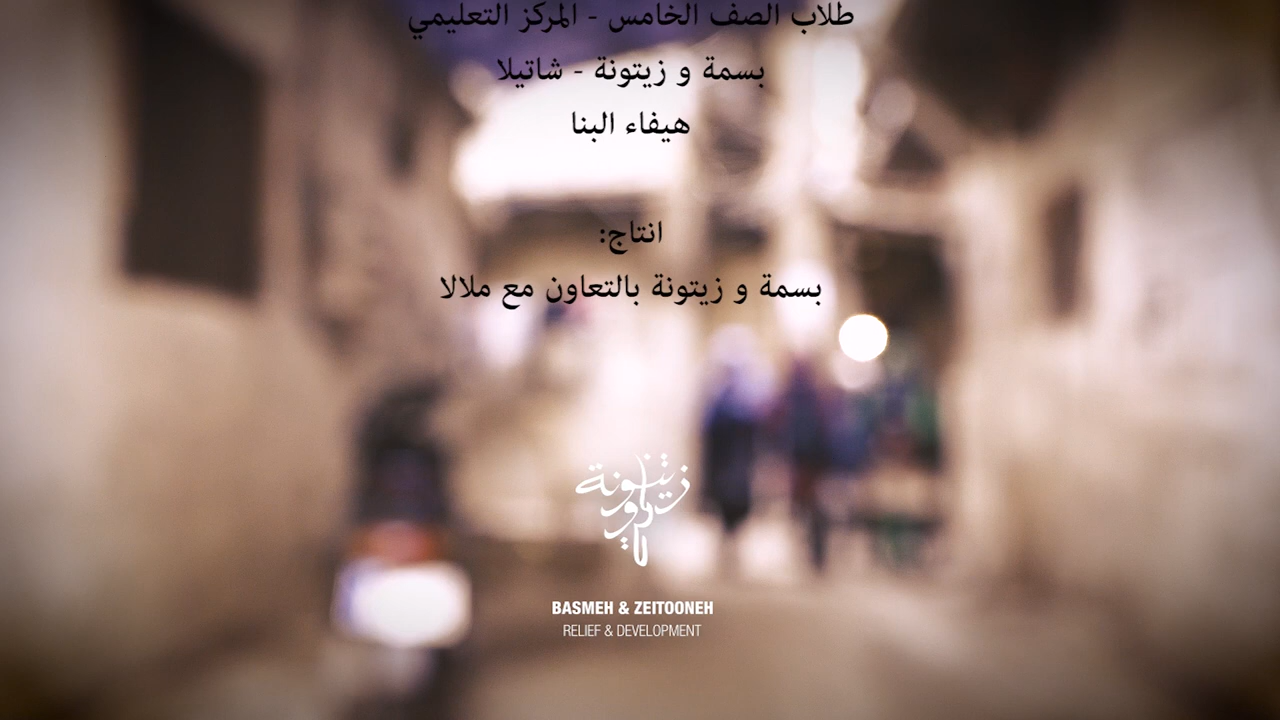 طلاب الصف الخامس - المركز التعليمي
بسمة و زيتونة - شاتيلا
هيفاء البنا
انتاج:
بسمة و زيتونة بالتعاون مع ملالا
زيتونة
BASMEH & ZEITOONEH
RELIEF & DEVELOPMENT